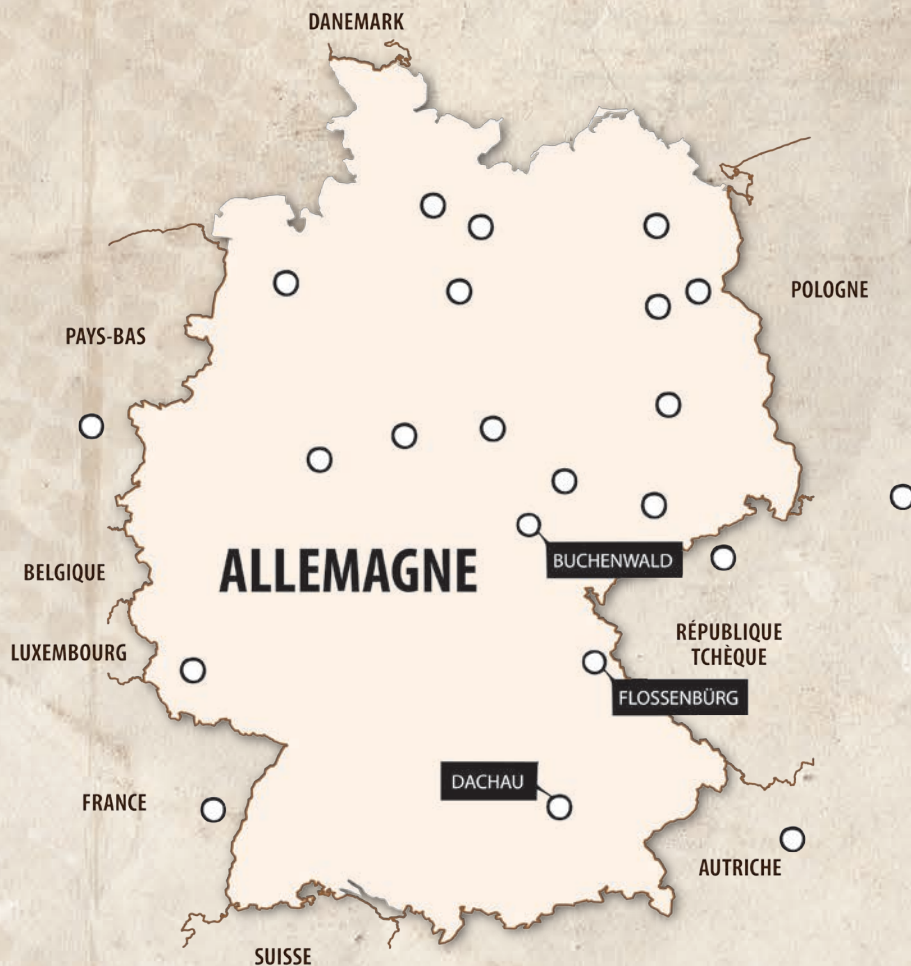 DANEMARK
POLOGNE
PAYS-BAS
BUCHENWALD
ALLEMAGNE
BELGIQUE
RÉPUBLIQUE
TCHÈQUE
LUXEMBOURG
FLOSSENBÜRG
DACHAU
FRANCE
AUTRICHE
SUISSE